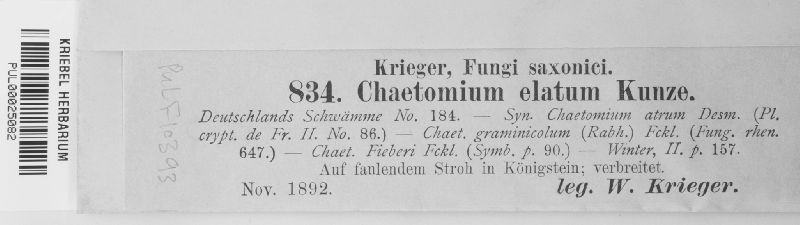 KRIEBEL HERBARIUM
PUL00025082
PulF10393
Krieger, Fungi saxonici.
834. Chaetomium elatum Kunze.
Deutschlands Schwämme No. 184. — Syn. Chaetomium atrum Desm. (Pl.
crypt. de Fr. II. No. 86.) — Chaet. graminicolum (Rabh.) Fckl. (Fung. rhen.
647.) — Chaet. Fieberi Fckl. (Symb. p. 90.) — Winter, II. p. 157.
Auf faulendem Stroh in Königstein; verbreitet.
Nov. 1892. leg. W. Krieger.